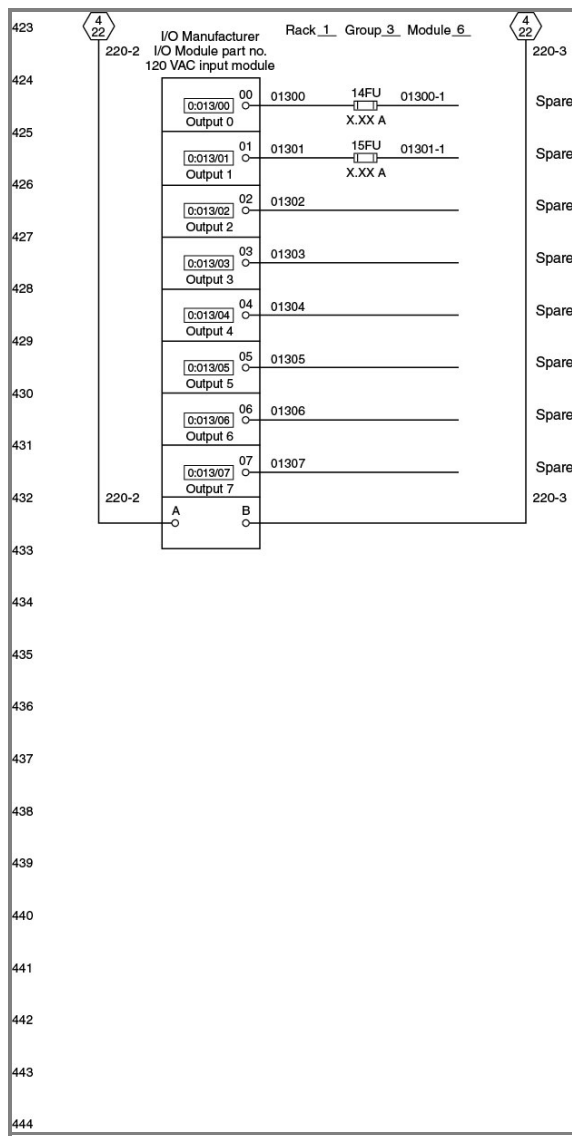 423
4
22
I/O Manufacturer
I/O Module part no.
120 VAC input module
Rack 1 Group 3 Module 6
4
22
220-2
220-3
424
0:013/00
Output 0
00
01300
14FU
X.XX A
01300-1
Spare
425
0:013/01
Output 1
01
01301
15FU
X.XX A
01301-1
Spare
426
0:013/02
Output 2
02
01302
Spare
427
0:013/03
Output 3
03
01303
Spare
428
0:013/04
Output 4
04
01304
Spare
429
0:013/05
Output 5
05
01305
Spare
430
0:013/06
Output 6
06
01306
Spare
431
0:013/07
Output 7
07
01307
Spare
432
220-2
A
B
220-3
433
434
435
436
437
438
439
440
441
442
443
444